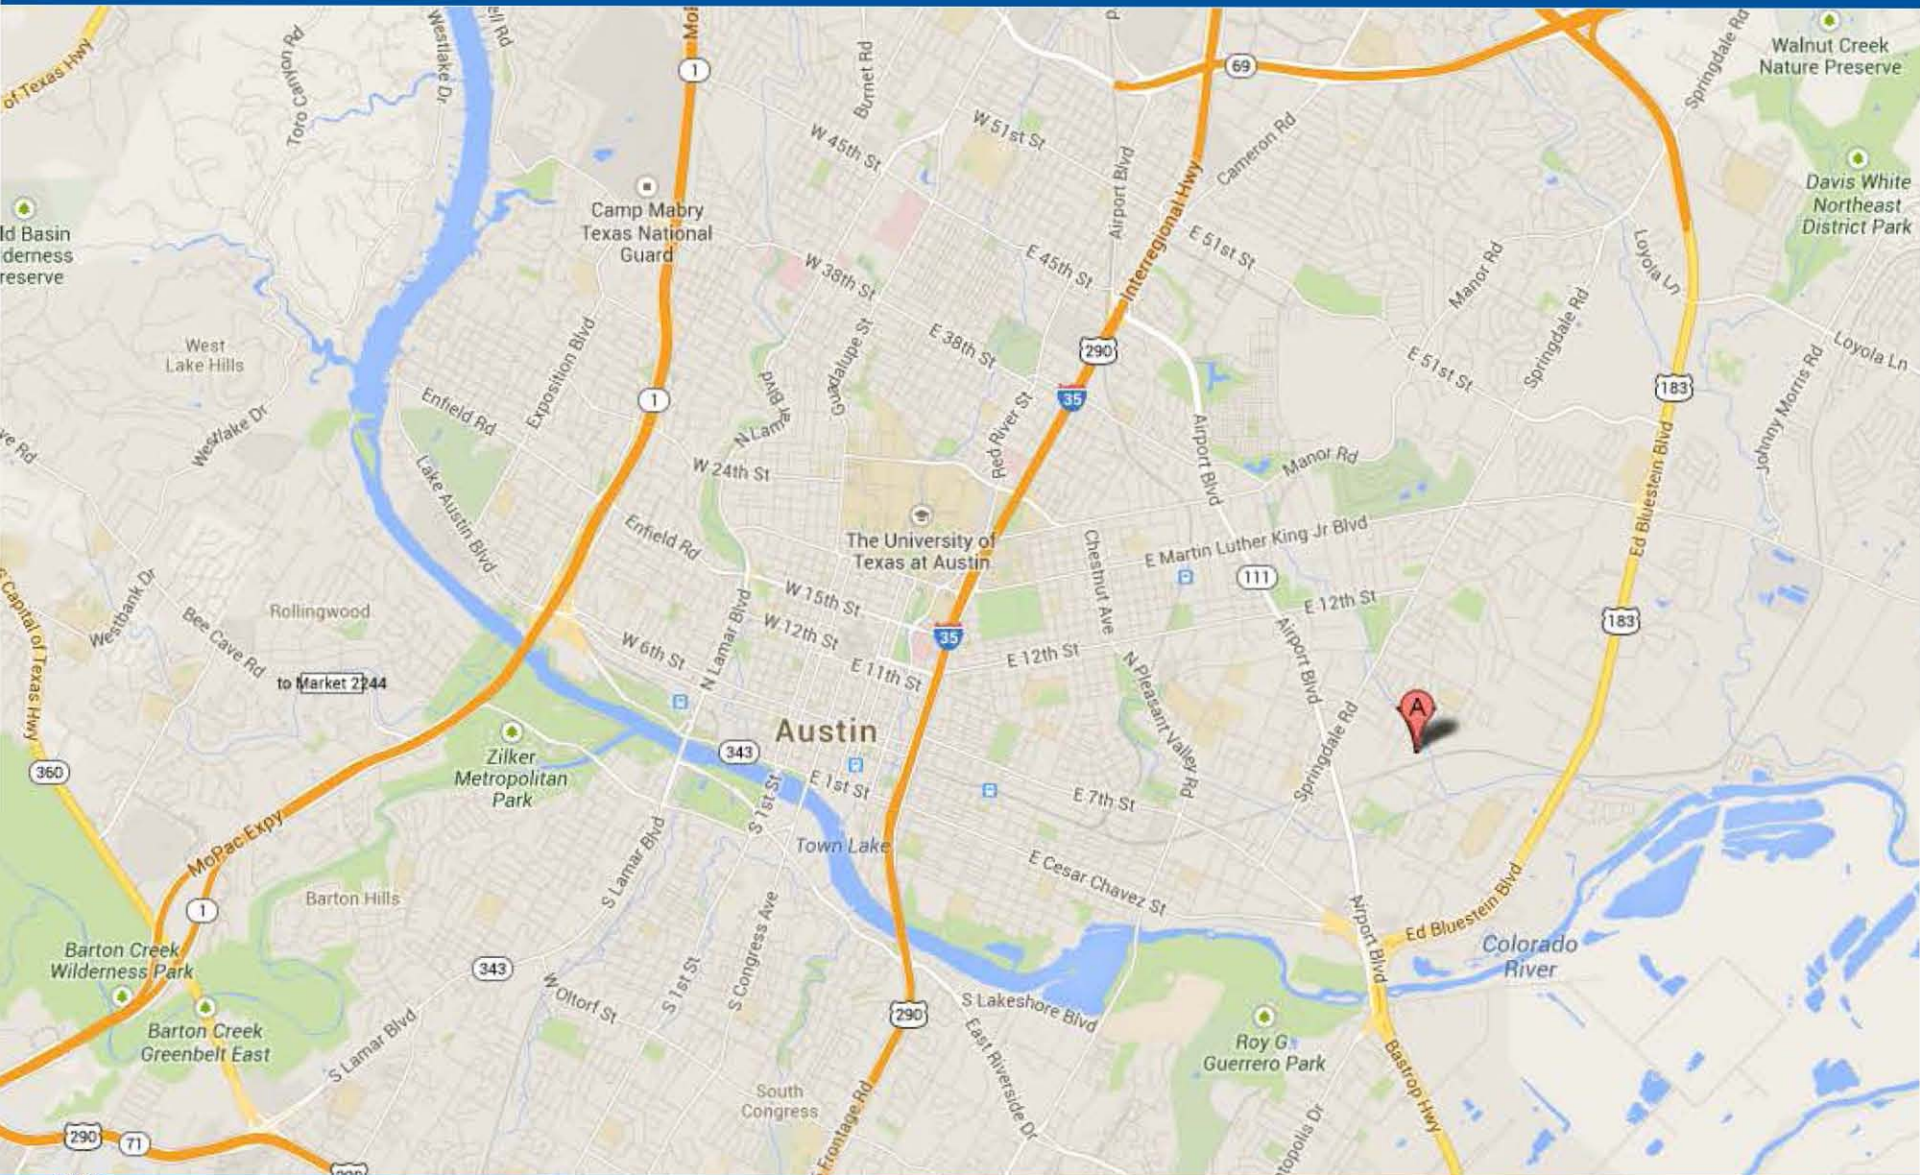 of Texas Hwy
Toro Canyon Rd
Westlake Dr
ell Rd
1
Burnet Rd
W 45th St
W 51st St
Airport Blvd
69
Cameron Rd
Interregional Hwy
E 51st St
Springdale Rd
Walnut Creek
Nature Preserve
Davis White
Northeast
District Park
ld Basin
derness
reserve
Camp Mabry
Texas National
Guard
W 38th St
E 45th St
E 38th St
Manor Rd
Loyola Ln
Springdale Rd
Loyola Ln
Johnny Morris Rd
West
Lake Hills
Westlake Dr
Enfield Rd
Exposition Blvd
1
N Lamar Blvd
Guadalupe St
290
35
Red River St
E 51st St
183
ve Rd
Lake Austin Blvd
W 24th St
Airport Blvd
Manor Rd
Ed Bluestein Blvd
Enfield Rd
The University of
Texas at Austin
Chestnut Ave
E Martin Luther King Jr Blvd
111
E 12th St
183
S Capital of Texas Hwy
Westbank Dr
Bee Cave Rd
Rollingwood
to Market 2244
W 6th St
N Lamar Blvd
W 15th St
W 12th St
E 11th St
35
E 12th St
N Pleasant Valley Rd
Airport Blvd
Springdale Rd
A
Austin
343
360
Zilker
Metropolitan
Park
S 1st St
E 1st St
E 7th St
MoPac Expy
Town Lake
S Lamar Blvd
E Cesar Chavez St
Barton Hills
1
Airport Blvd
Ed Bluestein Blvd
Colorado
River
Barton Creek
Wilderness Park
343
W Oltorf St
S 1st St
S Congress Ave
Barton Creek
Greenbelt East
S Lamar Blvd
290
S Lakeshore Blvd
East Riverside Dr
Roy G
Guerrero Park
Bastrop Hwy
South
Congress
Frontage Rd
topolis Dr
290
71